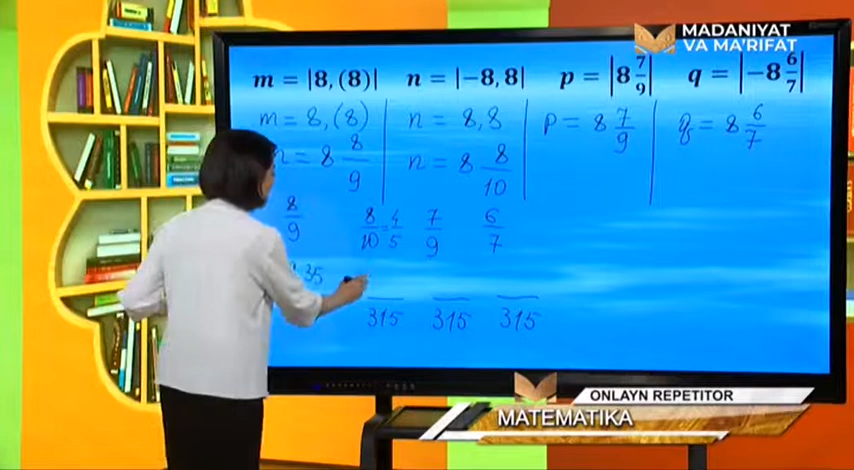 MADANIYAT
VA MA'RIFAT
m = |8,(8)|   n = |-8,8|   p = |8 7/9|   q = |-8 6/7|
m = 8,(8)   n = 8,8   p = 8 7/9   q = 8 6/7
= 8 8/9   n = 8 8/10
8/9   8/10 = 4/5   7/9   6/7
35
315   315   315
ONLAYN REPETITOR
MATEMATIKA